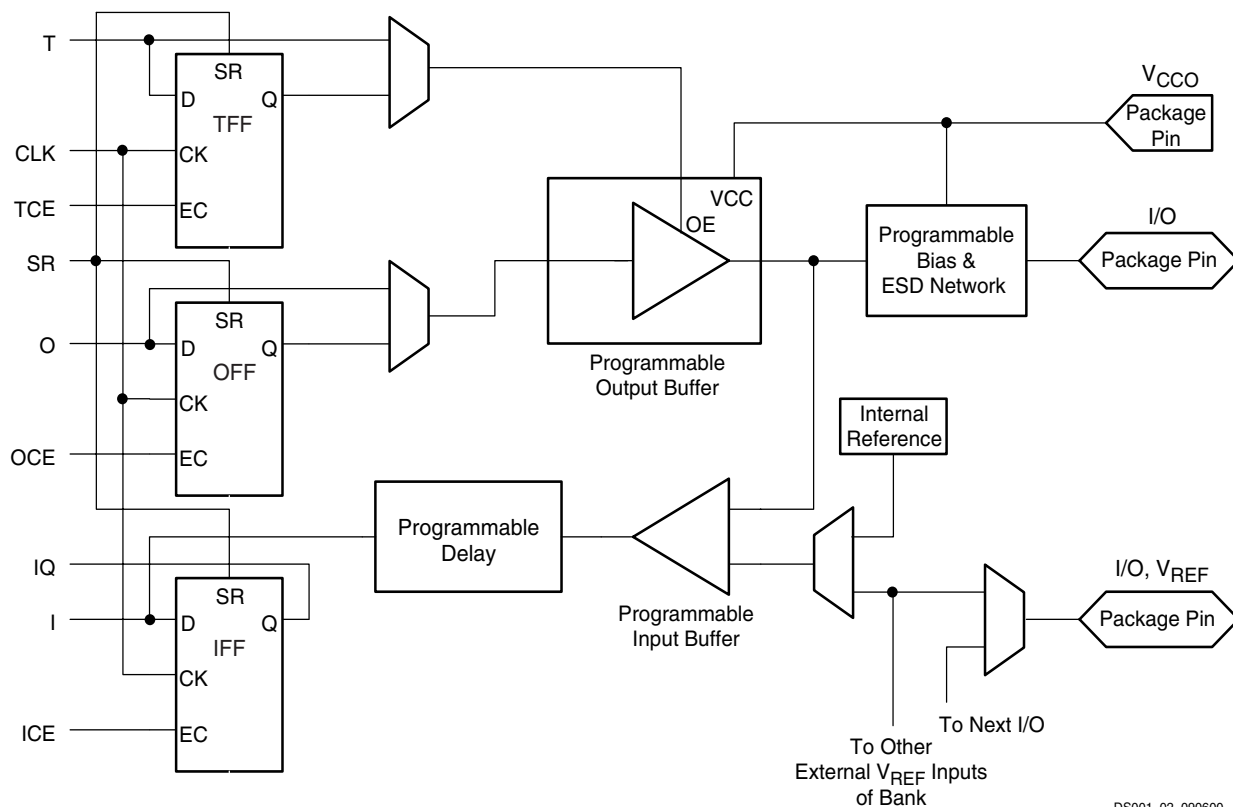 T
SR
D
Q
TFF
CLK
CK
TCE
EC
SR
VCCO
Package
Pin
VCC
OE
Programmable
Bias &
ESD Network
I/O
Package Pin
SR
O
D
Q
OFF
CK
OCE
EC
Programmable
Output Buffer
Internal
Reference
Programmable
Delay
Programmable
Input Buffer
IQ
SR
I
D
Q
IFF
CK
ICE
EC
I/O, VREF
Package Pin
To Next I/O
To Other
External VREF Inputs
of Bank